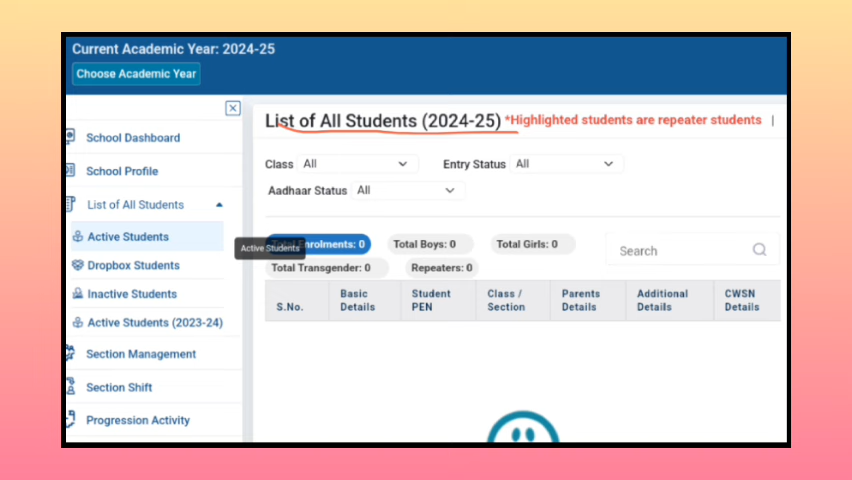 Current Academic Year: 2024-25
Choose Academic Year
School Dashboard
School Profile
List of All Students
Active Students
Dropbox Students
Inactive Students
Active Students (2023-24)
Section Management
Section Shift
Progression Activity
List of All Students (2024-25) *Highlighted students are repeater students |
Class All Entry Status All
Aadhaar Status All
Active Students
Enrolments: 0 Total Boys: 0 Total Girls: 0 Search
Total Transgender: 0 Repeaters: 0
S.No. Basic Details Student PEN Class / Section Parents Details Additional Details CWSN Details